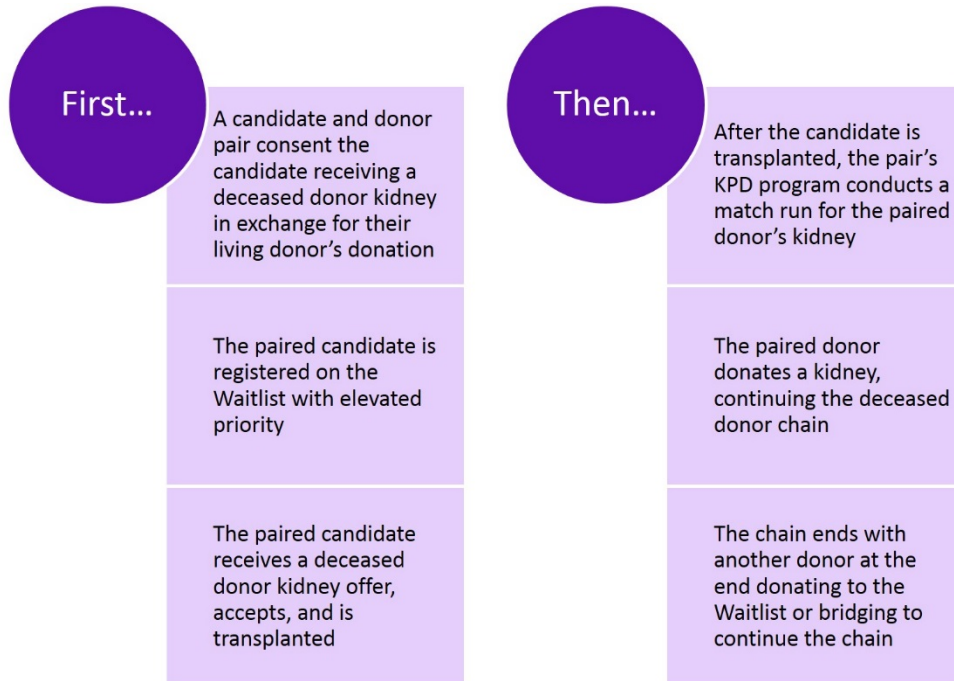 First...
A candidate and donor
pair consent the
candidate receiving a
deceased donor kidney
in exchange for their
living donor's donation
The paired candidate is
registered on the
Waitlist with elevated
priority
The paired candidate
receives a deceased
donor kidney offer,
accepts, and is
transplanted
Then...
After the candidate is
transplanted, the pair's
KPD program conducts a
match run for the paired
donor's kidney
The paired donor
donates a kidney,
continuing the deceased
donor chain
The chain ends with
another donor at the
end donating to the
Waitlist or bridging to
continue the chain